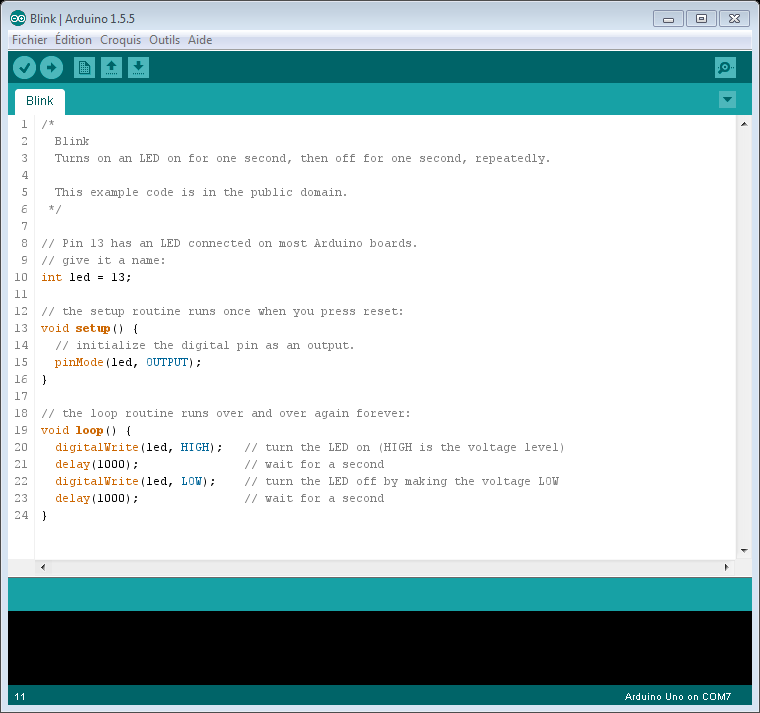 Blink | Arduino 1.5.5
Fichier Édition Croquis Outils Aide
Blink
1 /*
2   Blink
3   Turns on an LED on for one second, then off for one second, repeatedly.
4
5   This example code is in the public domain.
6  */
7
8 // Pin 13 has an LED connected on most Arduino boards.
9 // give it a name:
10 int led = 13;
11
12 // the setup routine runs once when you press reset:
13 void setup() {
14   // initialize the digital pin as an output.
15   pinMode(led, OUTPUT);
16 }
17
18 // the loop routine runs over and over again forever:
19 void loop() {
20   digitalWrite(led, HIGH);   // turn the LED on (HIGH is the voltage level)
21   delay(1000);               // wait for a second
22   digitalWrite(led, LOW);    // turn the LED off by making the voltage LOW
23   delay(1000);               // wait for a second
24 }
11
Arduino Uno on COM7